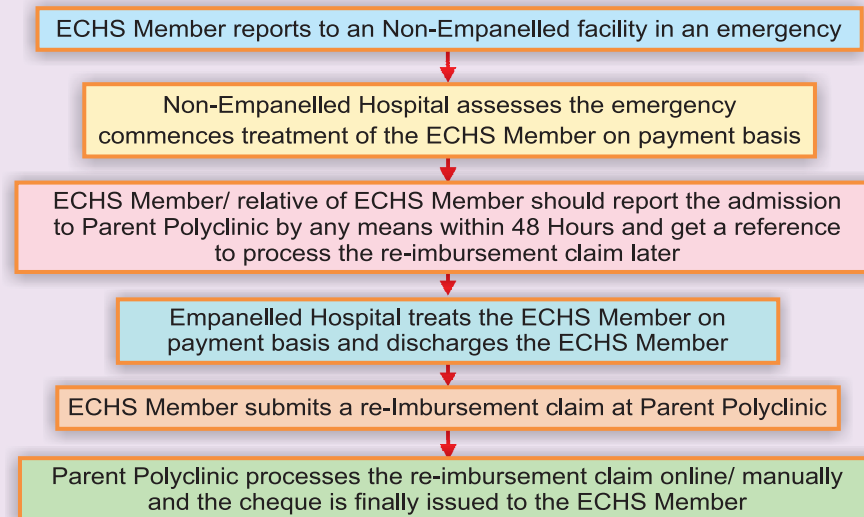 ECHS Member reports to an Non-Empanelled facility in an emergency
Non-Empanelled Hospital assesses the emergency
commences treatment of the ECHS Member on payment basis
ECHS Member/ relative of ECHS Member should report the admission
to Parent Polyclinic by any means within 48 Hours and get a reference
to process the re-imbursement claim later
Empanelled Hospital treats the ECHS Member on
payment basis and discharges the ECHS Member
ECHS Member submits a re-Imbursement claim at Parent Polyclinic
Parent Polyclinic processes the re-imbursement claim online/ manually
and the cheque is finally issued to the ECHS Member